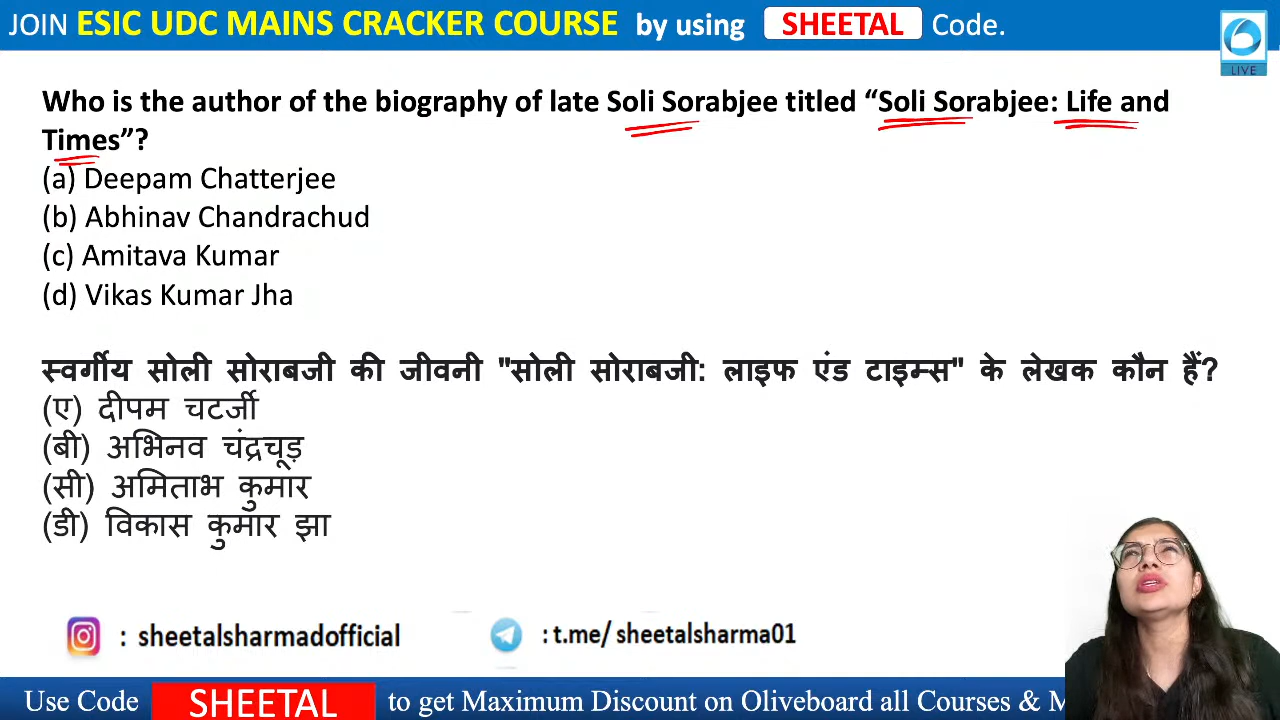 JOIN ESIC UDC MAINS CRACKER COURSE by using SHEETAL Code.
LIVE
Who is the author of the biography of late Soli Sorabjee titled “Soli Sorabjee: Life and
Times”?
(a) Deepam Chatterjee
(b) Abhinav Chandrachud
(c) Amitava Kumar
(d) Vikas Kumar Jha
स्वर्गीय सोली सोराबजी की जीवनी "सोली सोराबजी: लाइफ एंड टाइम्स" के लेखक कौन हैं?
(ए) दीपम चटर्जी
(बी) अभिनव चंद्रचूड़
(सी) अमिताभ कुमार
(डी) विकास कुमार झा
: sheetalsharmadofficial
: t.me/ sheetalsharma01
Use Code SHEETAL to get Maximum Discount on Oliveboard all Courses & M